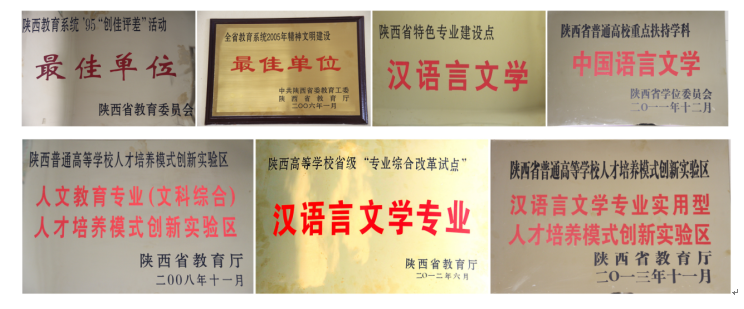 陕西教育系统'95“创佳评差”活动
最佳单位
陕西省教育委员会
全省教育系统2005年精神文明建设
最佳单位
中共陕西省委教育工委
陕西省教育厅
二〇〇六年一月
陕西省特色专业建设点
汉语言文学
陕西省普通高校重点扶持学科
中国语言文学
陕西省学位委员会
二〇一一年十二月
陕西普通高等学校人才培养模式创新实验区
人文教育专业(文科综合)
人才培养模式创新实验区
陕西省教育厅
二〇〇八年十一月
陕西高等学校省级“专业综合改革试点”
汉语言文学专业
陕西省教育厅
二〇一二年六月
陕西省普通高等学校人才培养模式创新实验区
汉语言文学专业实用型
人才培养模式创新实验区
陕西省教育厅
二〇一三年十一月